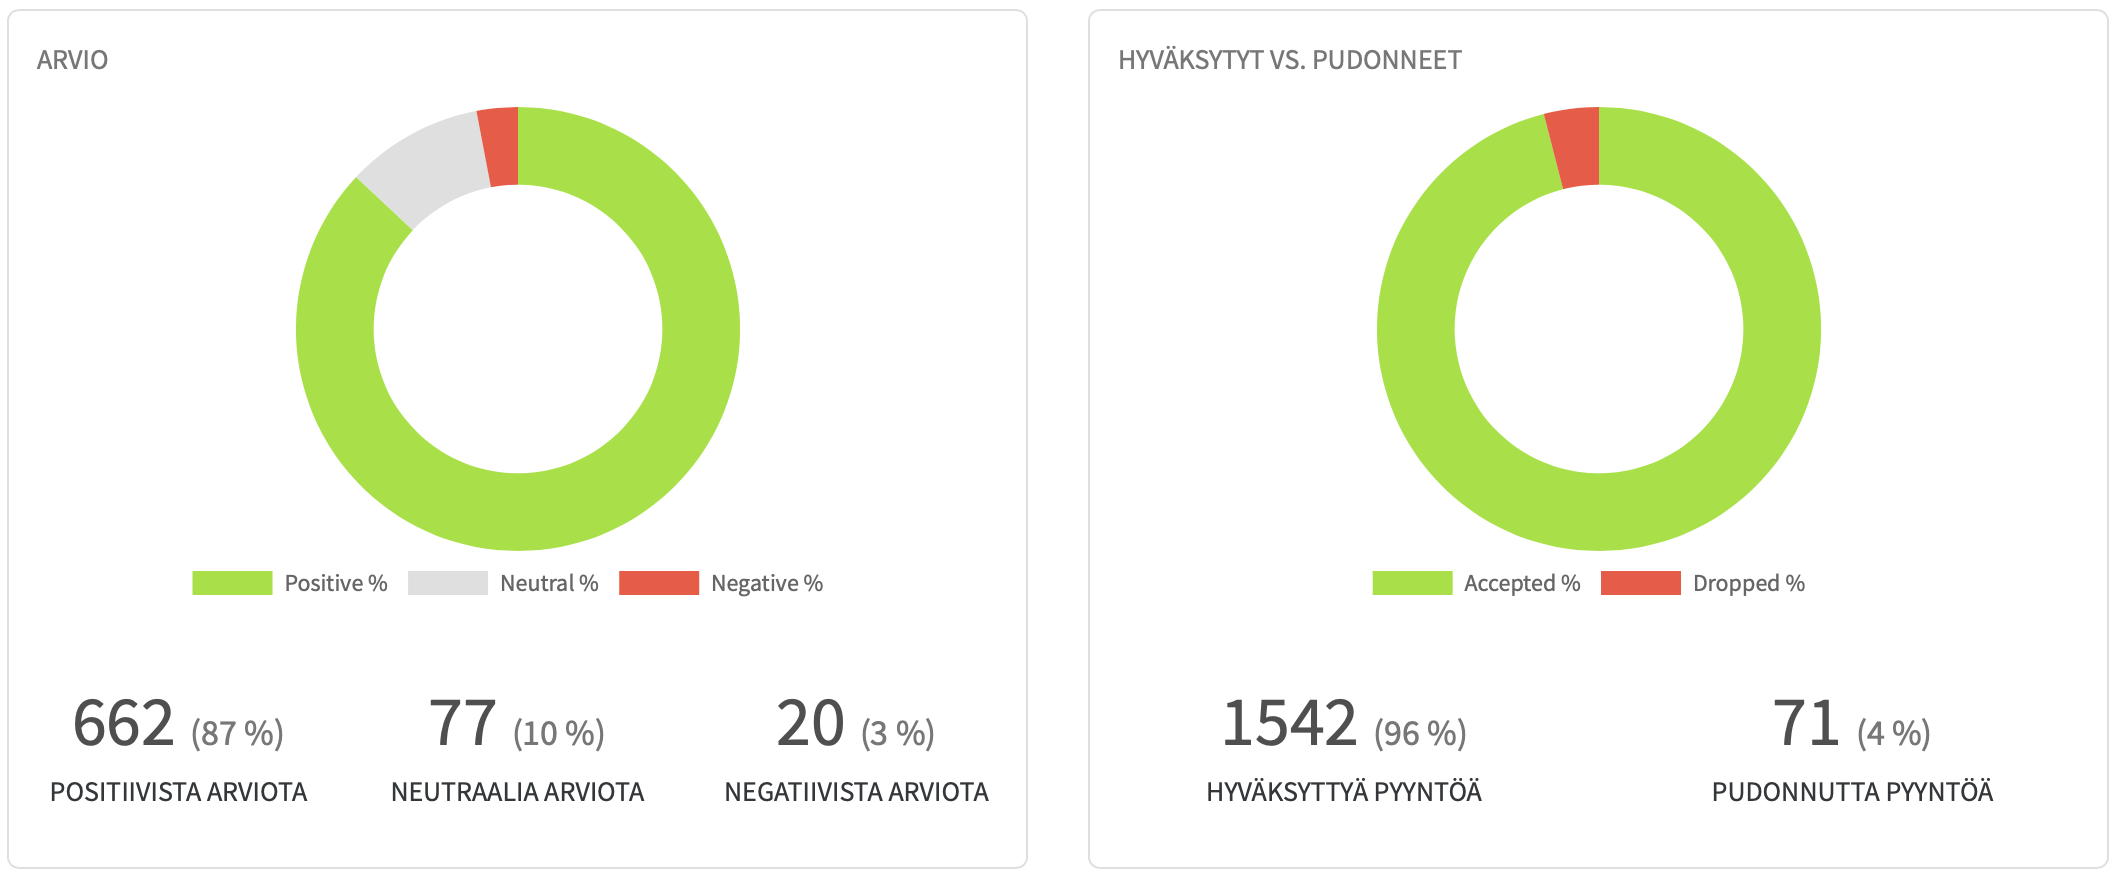 ARVIO
Positive % Neutral % Negative %
662 (87 %) 77 (10 %) 20 (3 %)
POSITIIVISTA ARVIOTA NEUTRAALIA ARVIOTA NEGATIIVISTA ARVIOTA
HYVÄKSYTYT VS. PUDONNEET
Accepted % Dropped %
1542 (96 %) 71 (4 %)
HYVÄKSYTTYÄ PYYNTÖÄ PUDONNUTTA PYYNTÖÄ